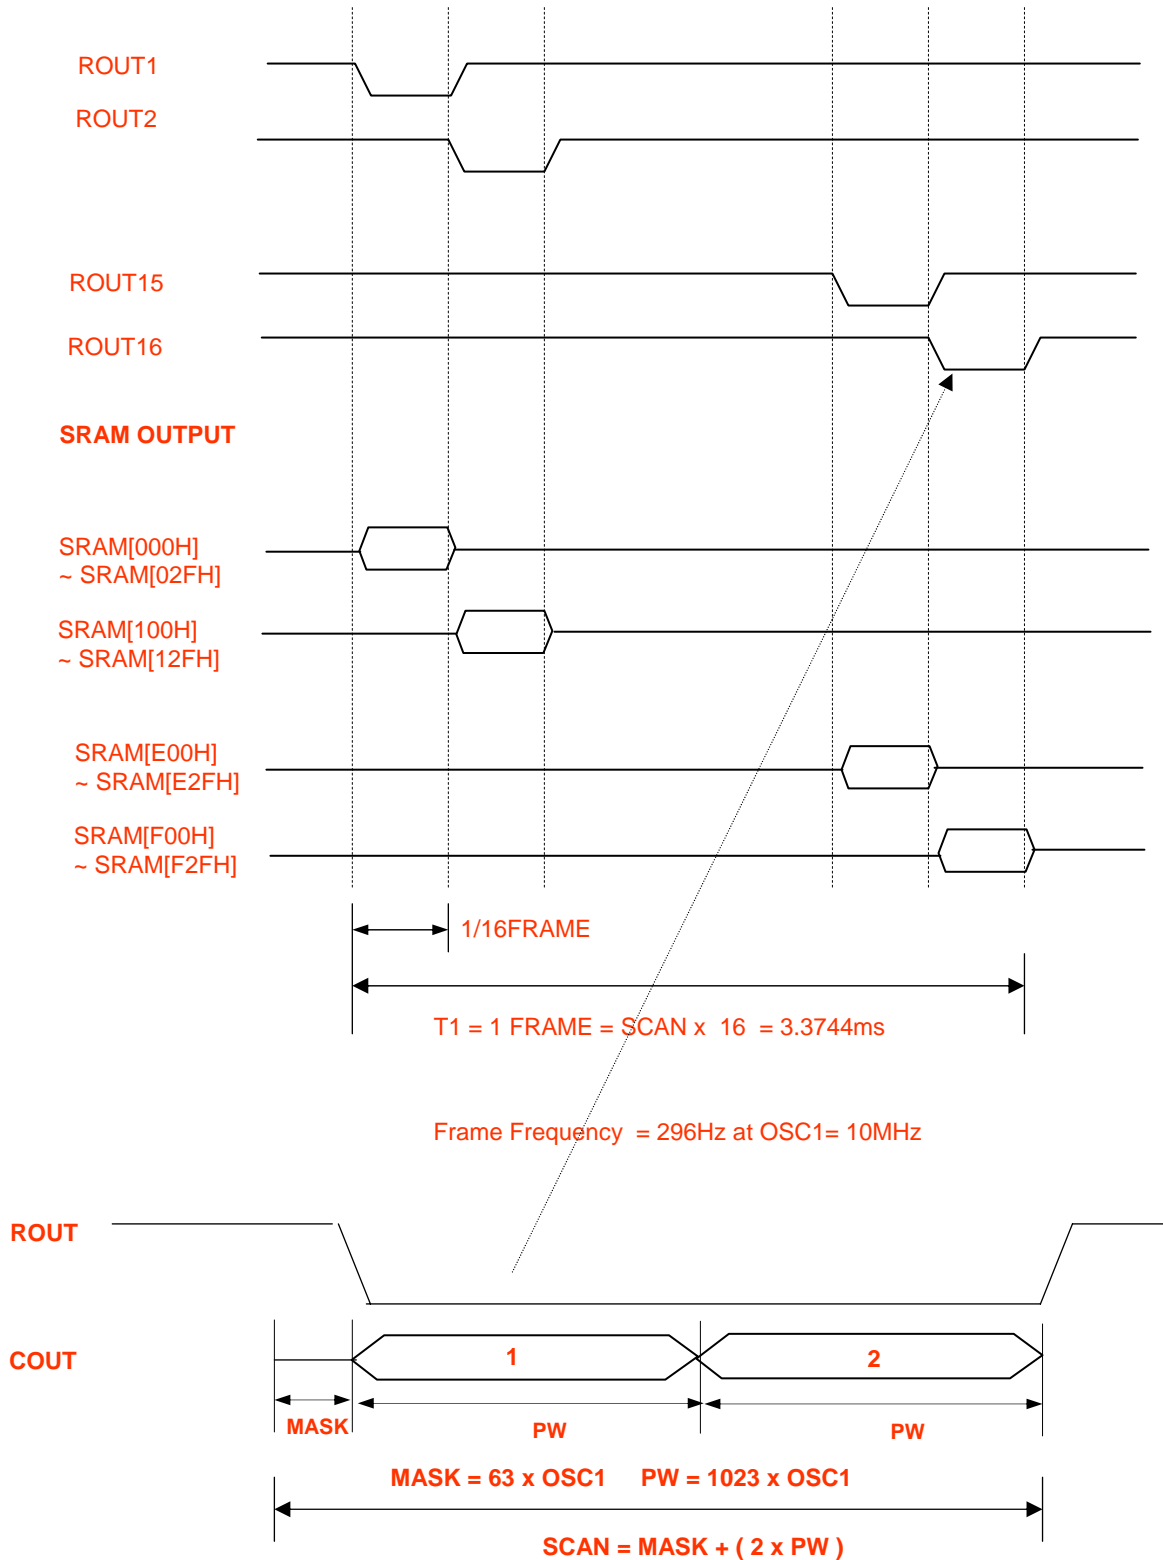 ROUT1
ROUT2
ROUT15
ROUT16
SRAM OUTPUT
SRAM[000H]
~ SRAM[02FH]
SRAM[100H]
~ SRAM[12FH]
SRAM[E00H]
~ SRAM[E2FH]
SRAM[F00H]
~ SRAM[F2FH]
1/16FRAME
T1 = 1 FRAME = SCAN x 16 = 3.3744ms
Frame Frequency = 296Hz at OSC1= 10MHz
ROUT
COUT
1
2
MASK
PW
PW
MASK = 63 x OSC1 PW = 1023 x OSC1
SCAN = MASK + ( 2 x PW )